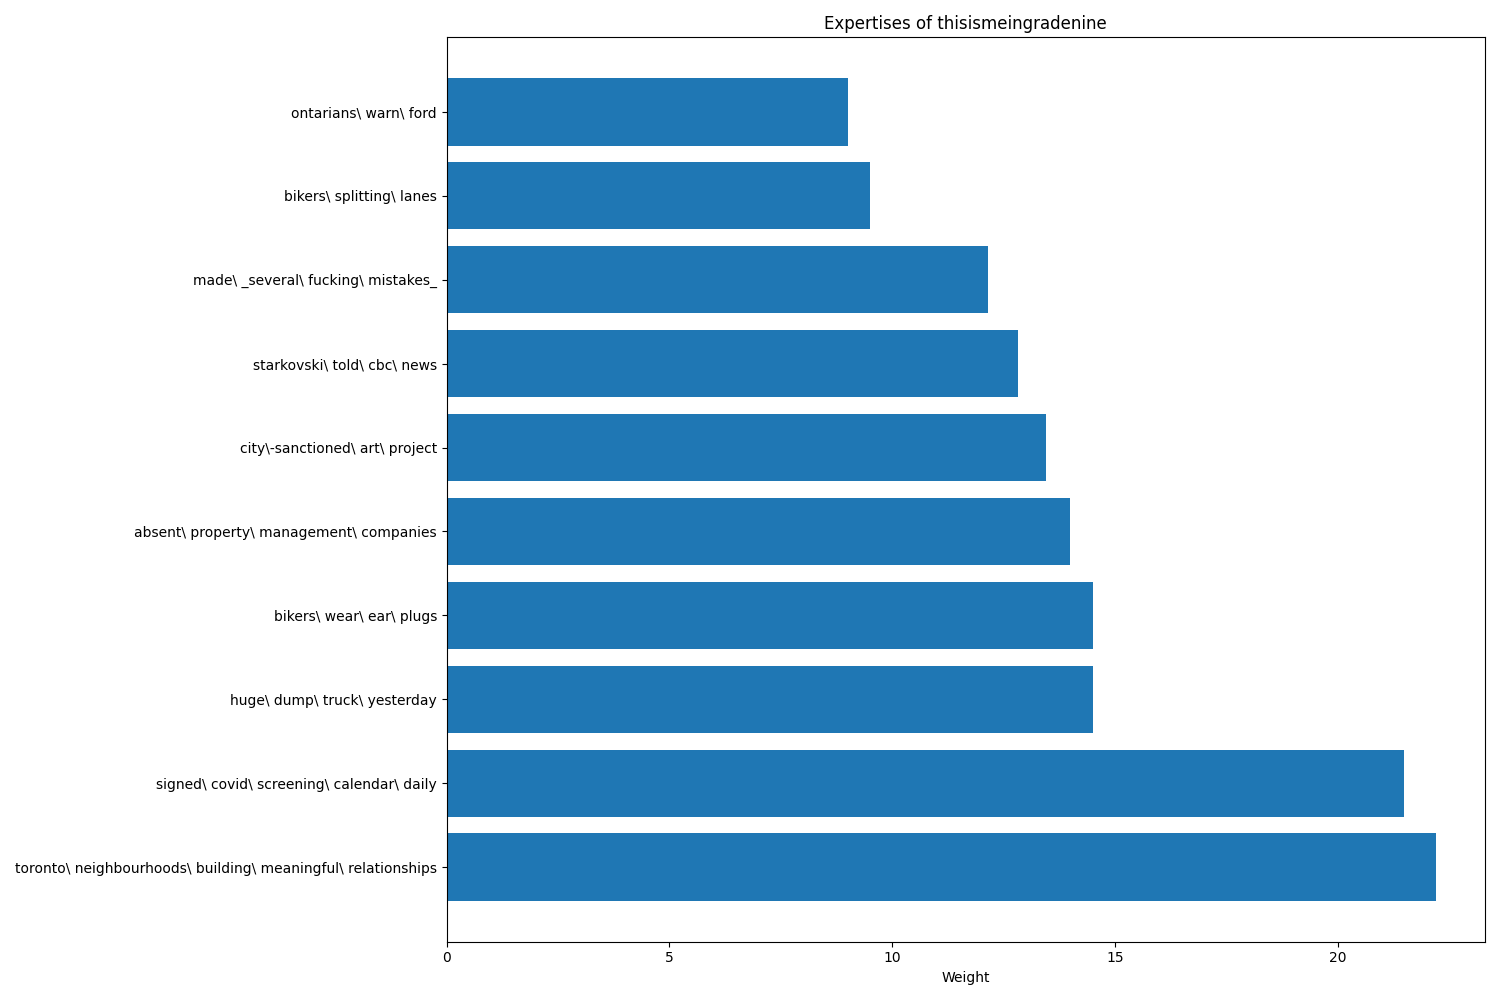 Expertises of thisismeingradenine
ontarians\ warn\ ford
bikers\ splitting\ lanes
made\ _several\ fucking\ mistakes_
starkovski\ told\ cbc\ news
city\-sanctioned\ art\ project
absent\ property\ management\ companies
bikers\ wear\ ear\ plugs
huge\ dump\ truck\ yesterday
signed\ covid\ screening\ calendar\ daily
toronto\ neighbourhoods\ building\ meaningful\ relationships
0 5 10 15 20
Weight